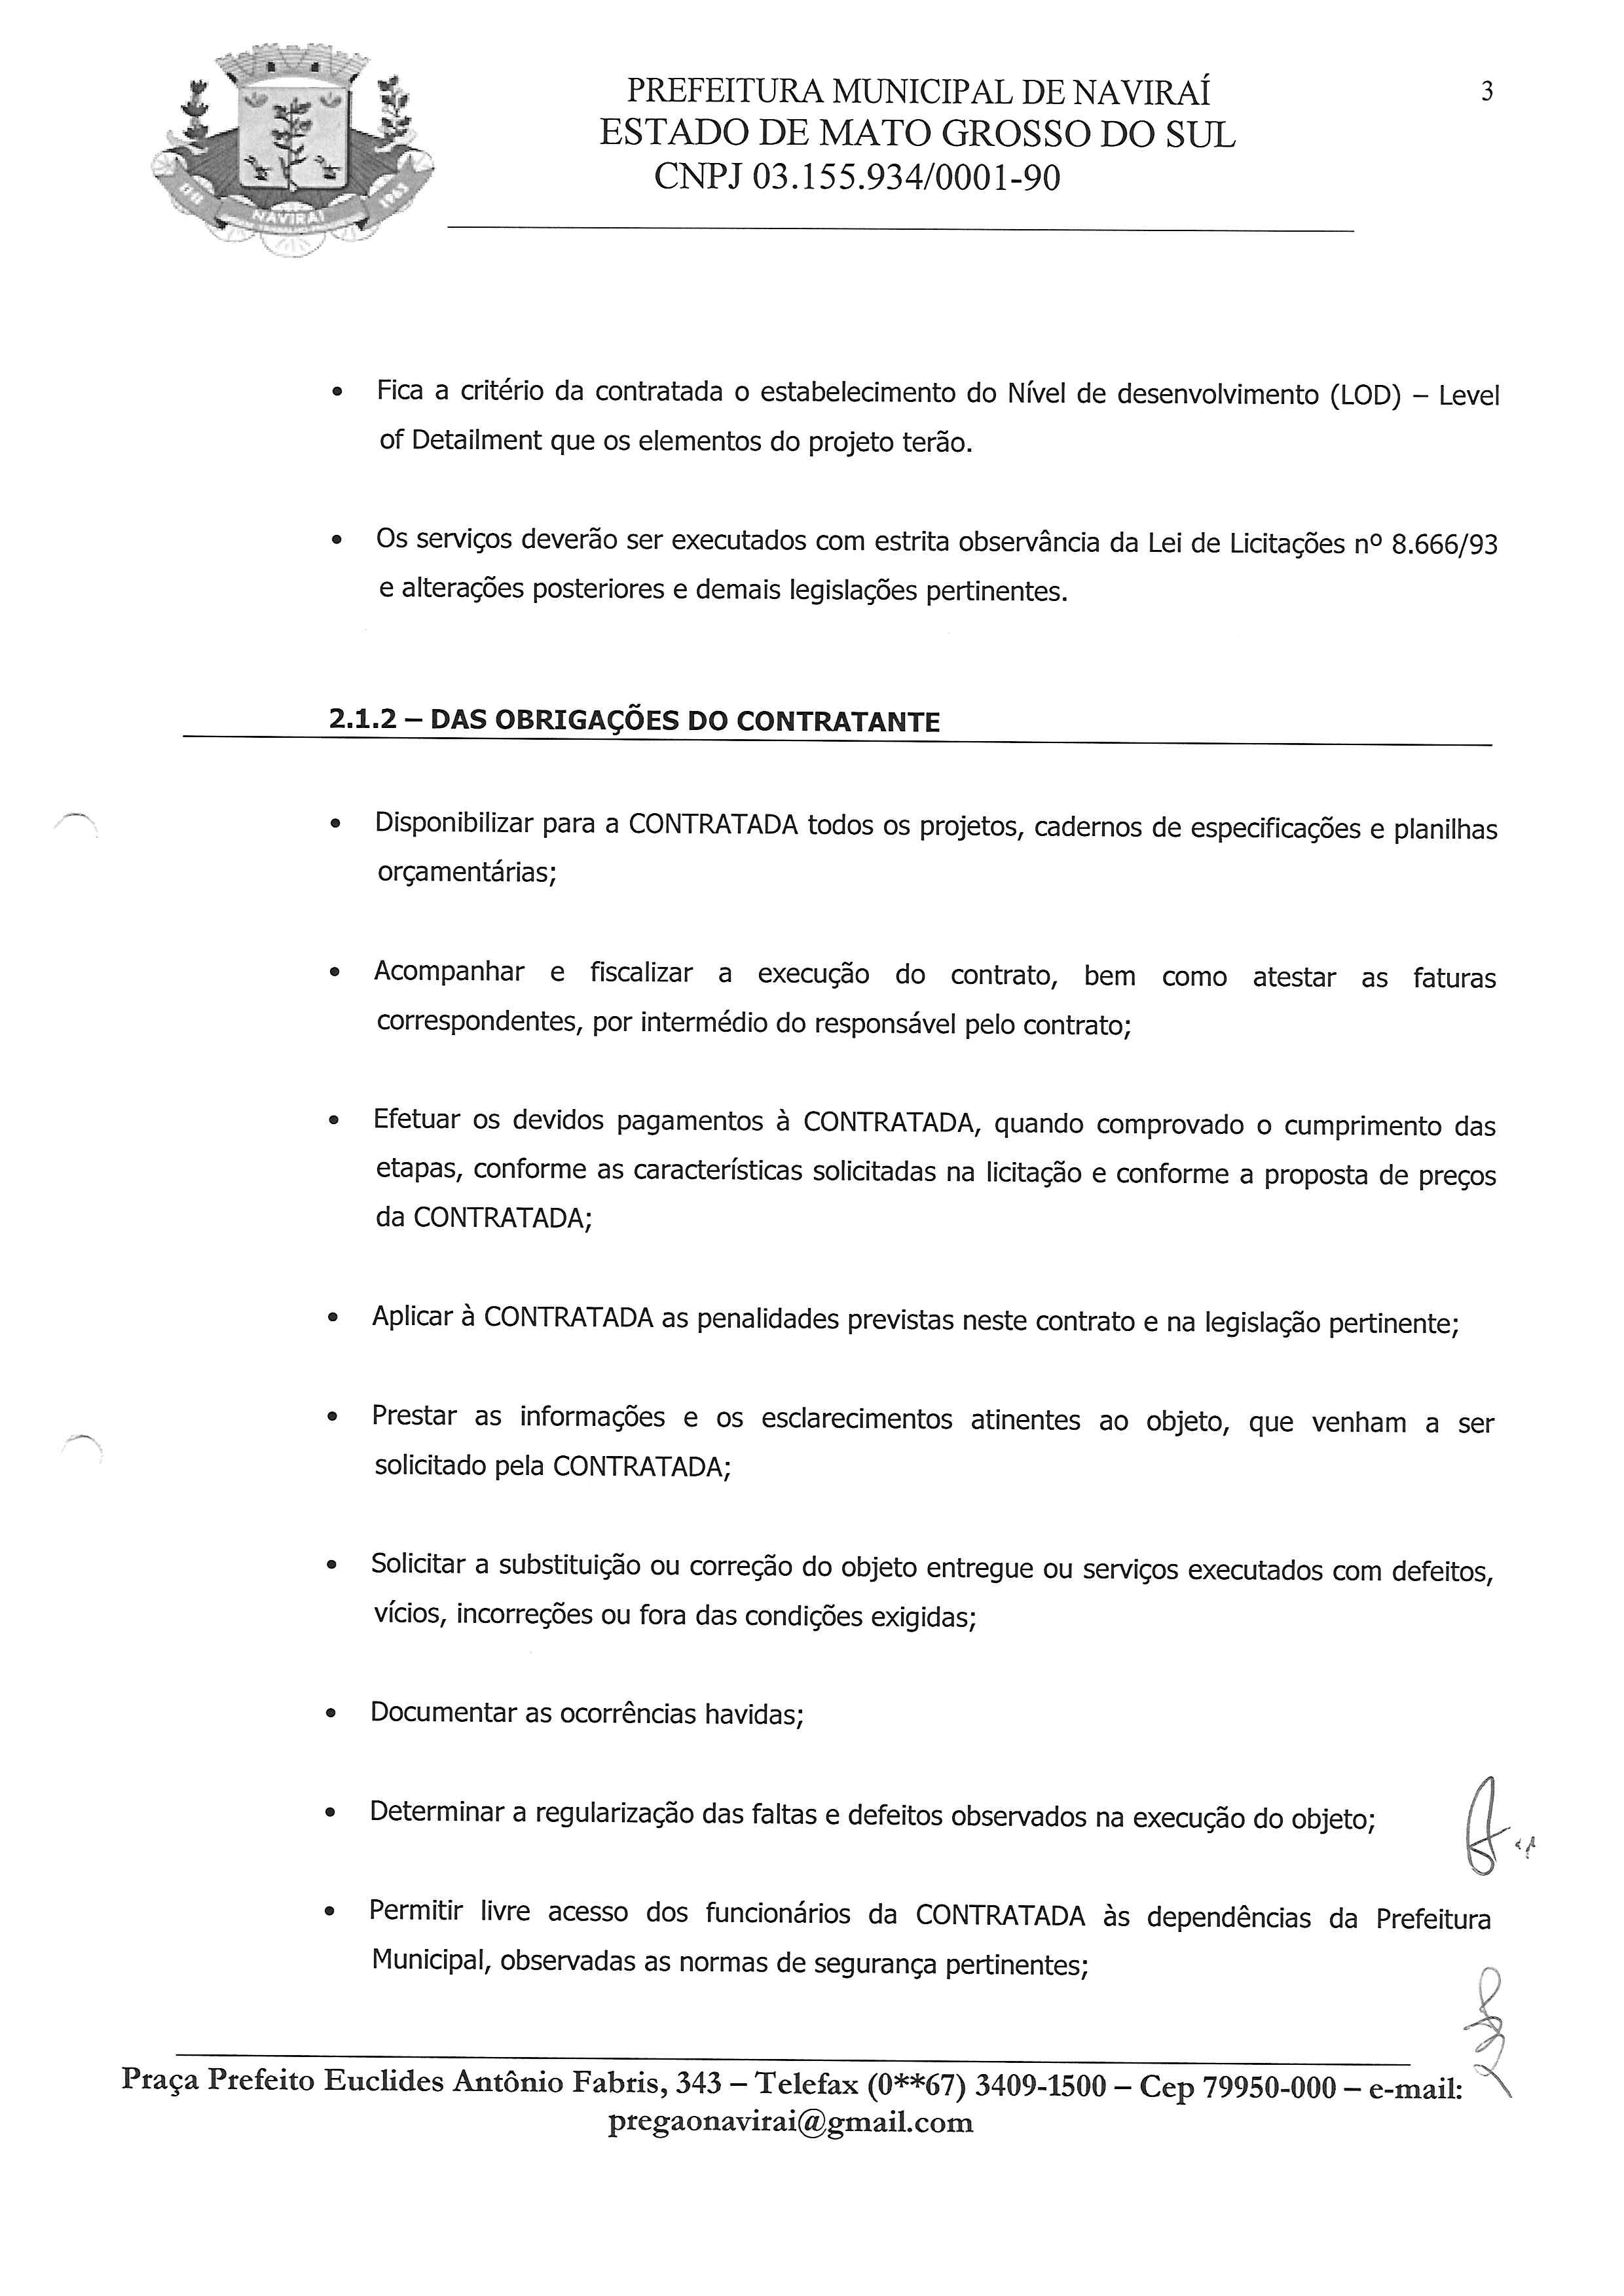 PREFEITURA MUNICIPAL DE NAVIRAÍ
3
ESTADO DE MATO GROSSO DO SUL
CNPJ 03.155.934/0001-90
NAVIRAÍ
1963
• Fica a critério da contratada o estabelecimento do Nível de desenvolvimento (LOD) – Level
of Detailment que os elementos do projeto terão.
• Os serviços deverão ser executados com estrita observância da Lei de Licitações nº 8.666/93
e alterações posteriores e demais legislações pertinentes.
2.1.2 – DAS OBRIGAÇÕES DO CONTRATANTE
• Disponibilizar para a CONTRATADA todos os projetos, cadernos de especificações e planilhas
orçamentárias;
• Acompanhar e fiscalizar a execução do contrato, bem como atestar as faturas
correspondentes, por intermédio do responsável pelo contrato;
• Efetuar os devidos pagamentos à CONTRATADA, quando comprovado o cumprimento das
etapas, conforme as características solicitadas na licitação e conforme a proposta de preços
da CONTRATADA;
• Aplicar à CONTRATADA as penalidades previstas neste contrato e na legislação pertinente;
• Prestar as informações e os esclarecimentos atinentes ao objeto, que venham a ser
solicitado pela CONTRATADA;
• Solicitar a substituição ou correção do objeto entregue ou serviços executados com defeitos,
vícios, incorreções ou fora das condições exigidas;
• Documentar as ocorrências havidas;
• Determinar a regularização das faltas e defeitos observados na execução do objeto;
• Permitir livre acesso dos funcionários da CONTRATADA às dependências da Prefeitura
Municipal, observadas as normas de segurança pertinentes;
Praça Prefeito Euclides Antônio Fabris, 343 – Telefax (0**67) 3409-1500 – Cep 79950-000 – e-mail:
pregaonavirai@gmail.com